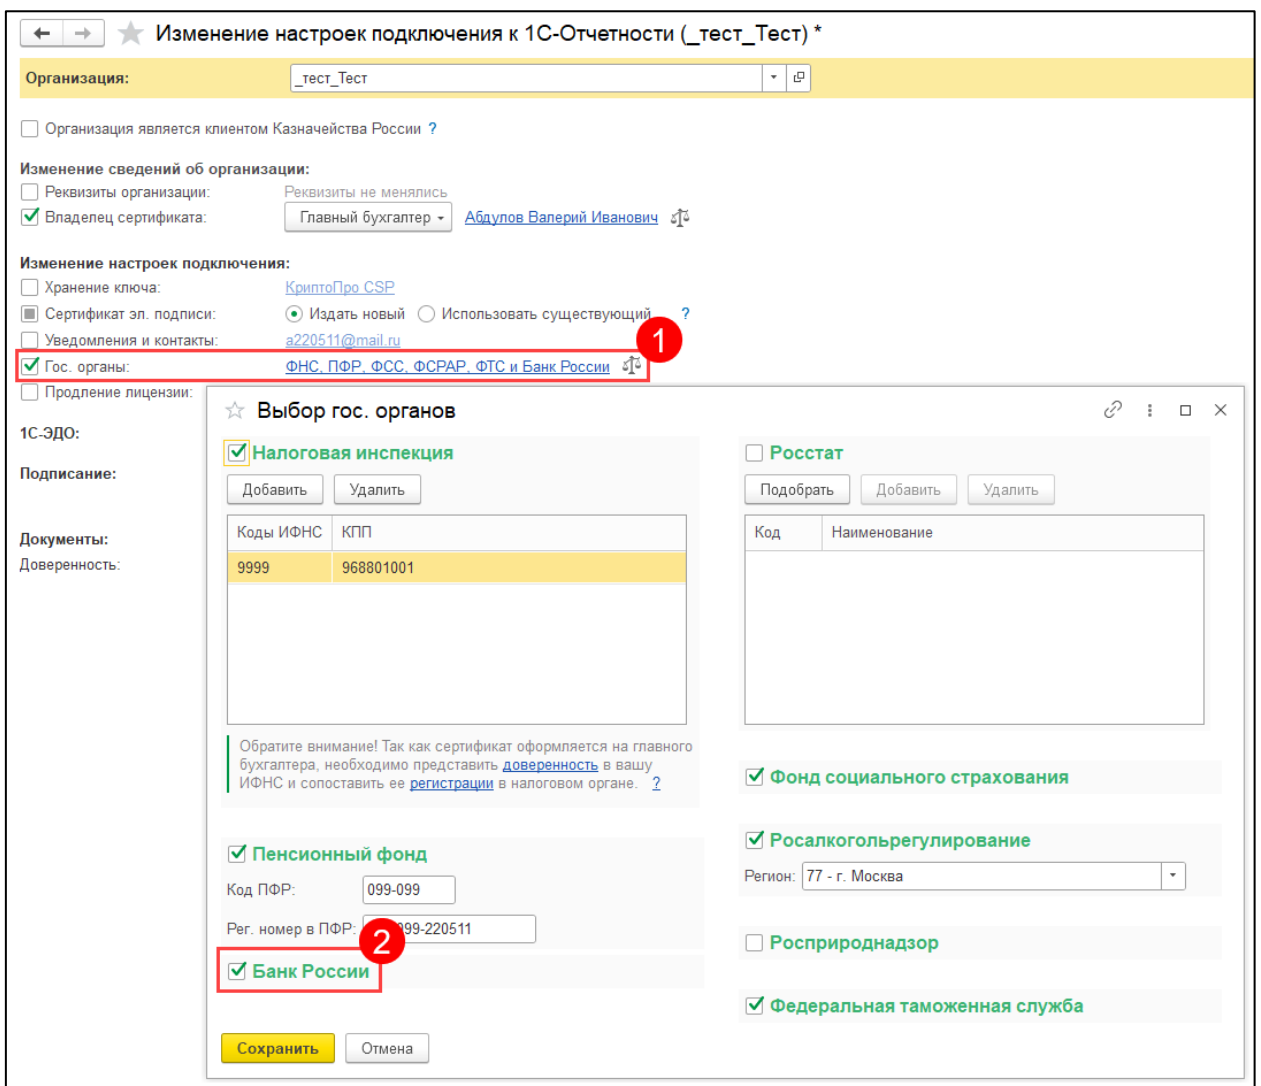 Изменение настроек подключения к 1С-Отчетности (_тест_Тест) *
Организация: _тест_Тест
Организация является клиентом Казначейства России ?
Изменение сведений об организации:
Реквизиты организации: Реквизиты не менялись
Владелец сертификата: Главный бухгалтер Абдулов Валерий Иванович
Изменение настроек подключения:
Хранение ключа: КриптоПро CSP
Сертификат эл. подписи: Издать новый Использовать существующий ?
Уведомления и контакты: a220511@mail.ru
1
Гос. органы: ФНС, ПФР, ФСС, ФСРАР, ФТС и Банк России
Продление лицензии:
1С-ЭДО:
Подписание:
Документы:
Доверенность:
Выбор гос. органов
Налоговая инспекция
Добавить Удалить
Коды ИФНС КПП
9999 968801001
Обратите внимание! Так как сертификат оформляется на главного
бухгалтера, необходимо представить доверенность в вашу
ИФНС и сопоставить ее регистрации в налоговом органе. ?
Пенсионный фонд
Код ПФР: 099-099
Рег. номер в ПФР: 99-220511
2
Банк России
Росстат
Подобрать Добавить Удалить
Код Наименование
Фонд социального страхования
Росалкогольрегулирование
Регион: 77 - г. Москва
Росприроднадзор
Федеральная таможенная служба
Сохранить Отмена